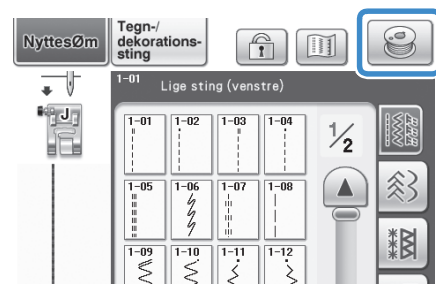 NyttesØm
Tegn-/
dekorations-
sting
1-01
Lige sting (venstre)
J
1-01 1-02 1-03 1-04
1/2
1-05 1-06 1-07 1-08
1-09 1-10 1-11 1-12